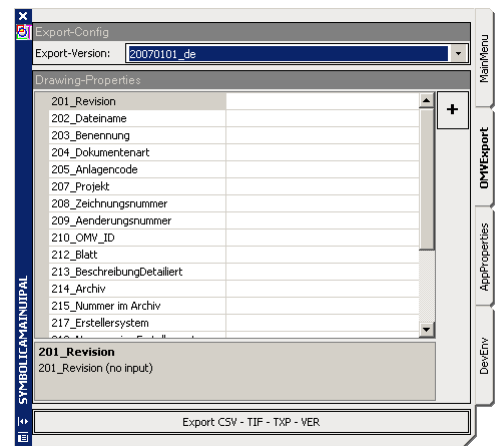 Export-Config
Export-Version: 20070101_de
Drawing-Properties
201_Revision
202_Dateiname
203_Benennung
204_Dokumentenart
205_Anlagencode
207_Projekt
208_Zeichnungsnummer
209_Aenderungsnummer
210_OMV_ID
212_Blatt
213_BeschreibungDetailiert
214_Archiv
215_Nummer im Archiv
217_Erstellersystem
+
201_Revision
201_Revision (no input)
Export CSV - TIF - TXP - VER
MainMenu
OMVExport
AppProperties
DevEnv
SYMBOLICAMAINUIPAL